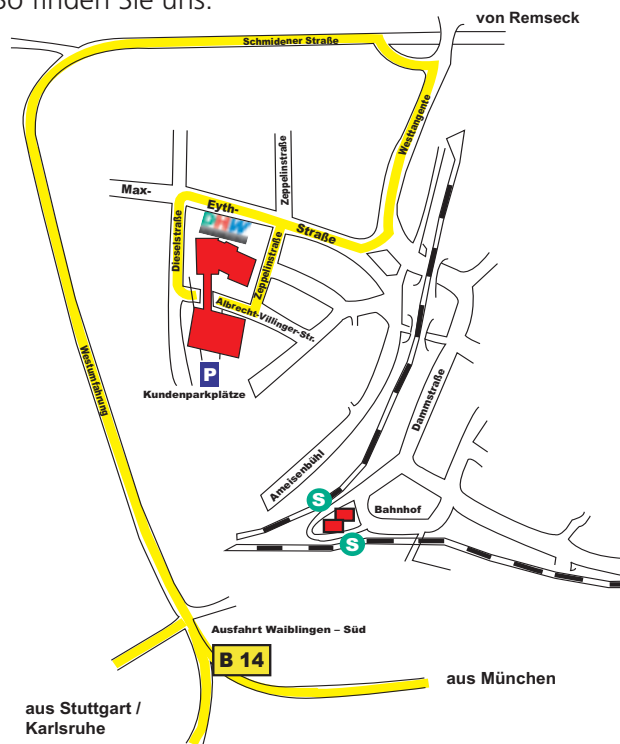 So finden Sie uns:
von Remseck
Schmidener Straße
Westtangente
Zeppelinstraße
Max-
Eyth-
Straße
DHW
Dieselstraße
Zeppelinstraße
Albrecht-Villinger-Str.
P
Kundenparkplätze
Westumfahrung
Dammstraße
Ameisenbühl
S
Bahnhof
S
Ausfahrt Waiblingen – Süd
B 14
aus München
aus Stuttgart /
Karlsruhe